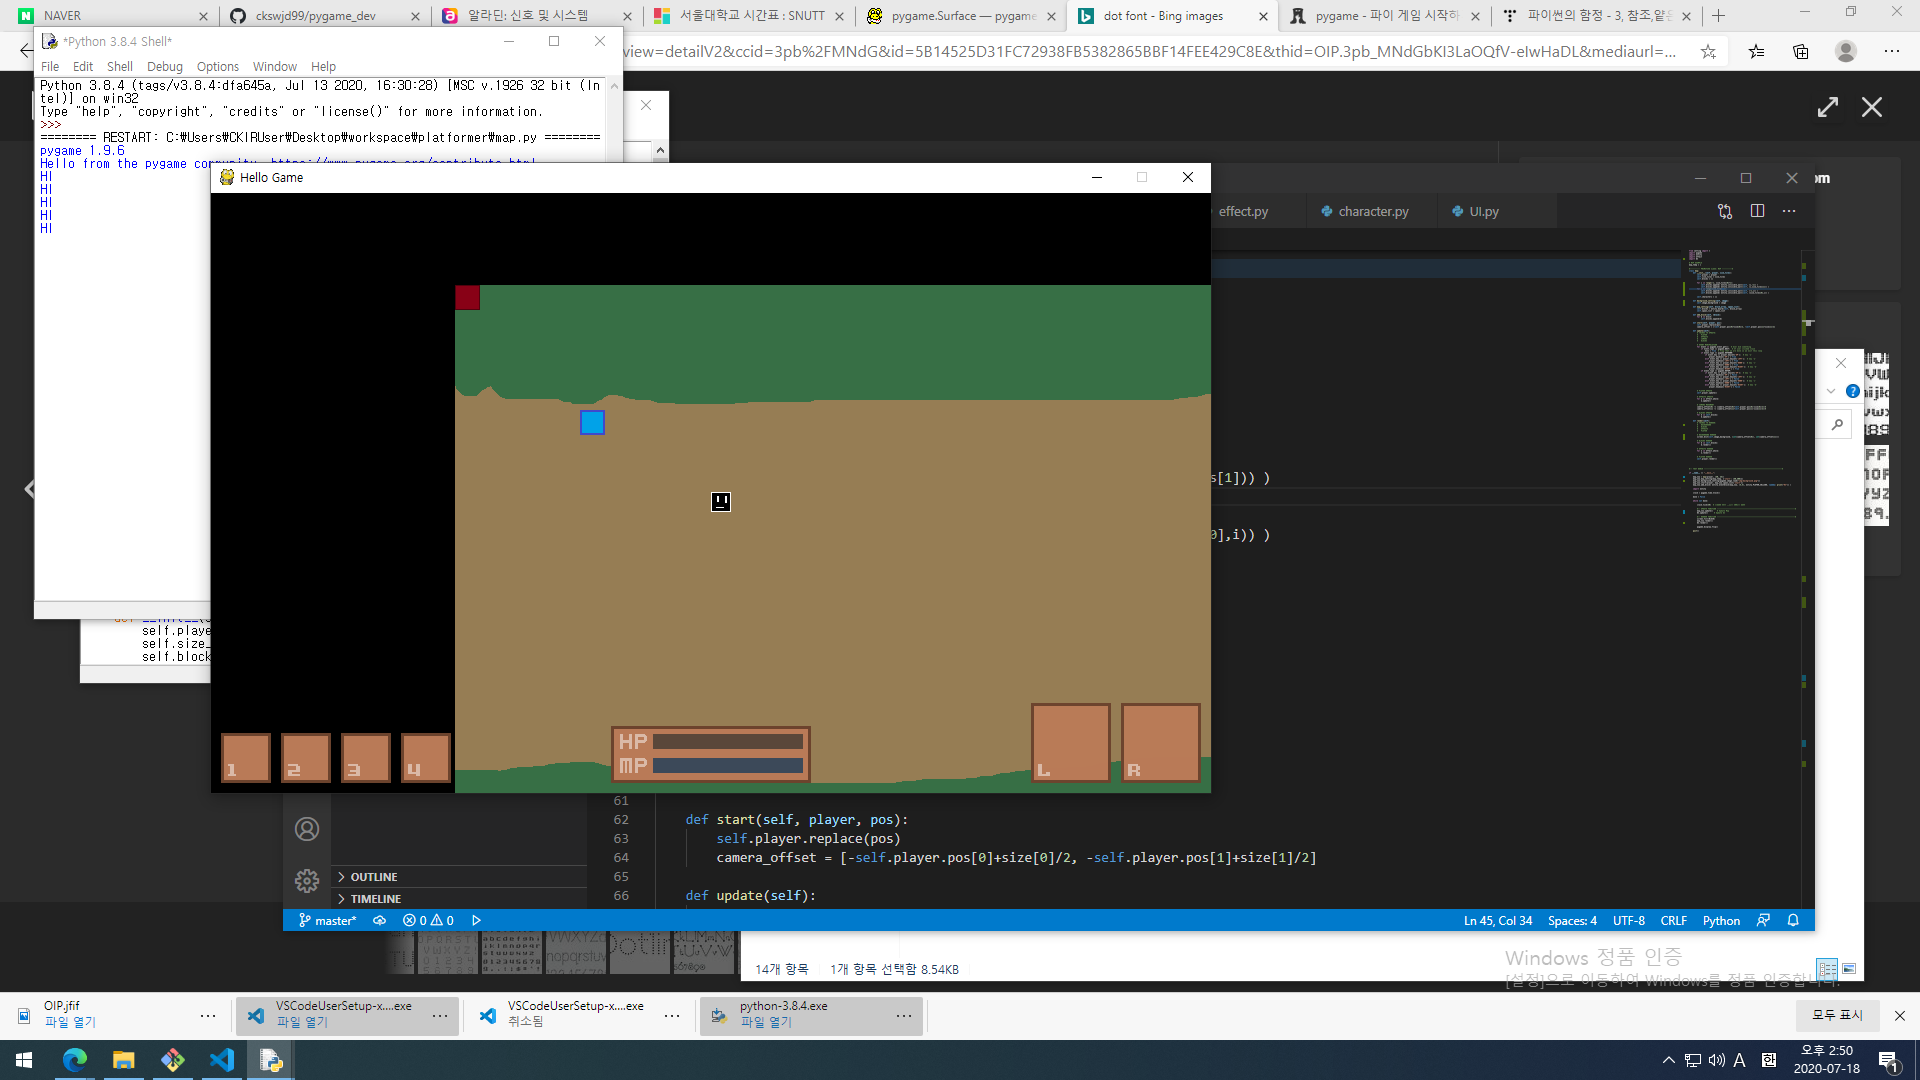 NAVER
ckswjd99/pygame_dev
알라딘: 신호 및 시스템
서울대학교 시간표 : SNUTT
pygame.Surface — pygame
dot font - Bing images
pygame - 파이 게임 시작하
파이썬의 함정 - 3, 참조,얕은
*Python 3.8.4 Shell*
view=detailV2&ccid=3pb%2FMNdG&id=5B14525D31FC72938FB5382865BBF14FEE429C8E&thid=OIP.3pb_MNdGbKI3LaOQfV-eIwHaDL&mediaurl=...
File Edit Shell Debug Options Window Help
Python 3.8.4 (tags/v3.8.4:dfa645a, Jul 13 2020, 16:30:28) [MSC v.1926 32 bit (In
tel)] on win32
Type "help", "copyright", "credits" or "license()" for more information.
>>>
======== RESTART: C:₩Users₩CKIRUser₩Desktop₩workspace₩platformer₩map.py ========
pygame 1.9.6
Hello from the pygame community. https://www.pygame.org/contribute.html
HI
HI
HI
HI
HI
Hello Game
om
effect.py
character.py
UI.py
s[1])) )
0],i)) )
self.playe
self.size_
self.block
HP
MP
1
2
3
4
L
R
61
62 def start(self, player, pos):
63 self.player.replace(pos)
64 camera_offset = [-self.player.pos[0]+size[0]/2, -self.player.pos[1]+size[1]/2]
65
66 def update(self):
OUTLINE
TIMELINE
master*
0 0
Ln 45, Col 34
Spaces: 4
UTF-8
CRLF
Python
14개 항목
1개 항목 선택함 8.54KB
Windows 정품 인증
[설정]으로 이동하여 Windows를 정품 인증합니다.
OIP.jfif
파일 열기
VSCodeUserSetup-x....exe
파일 열기
VSCodeUserSetup-x....exe
취소됨
python-3.8.4.exe
파일 열기
모두 표시
A
한
오후 2:50
2020-07-18
1